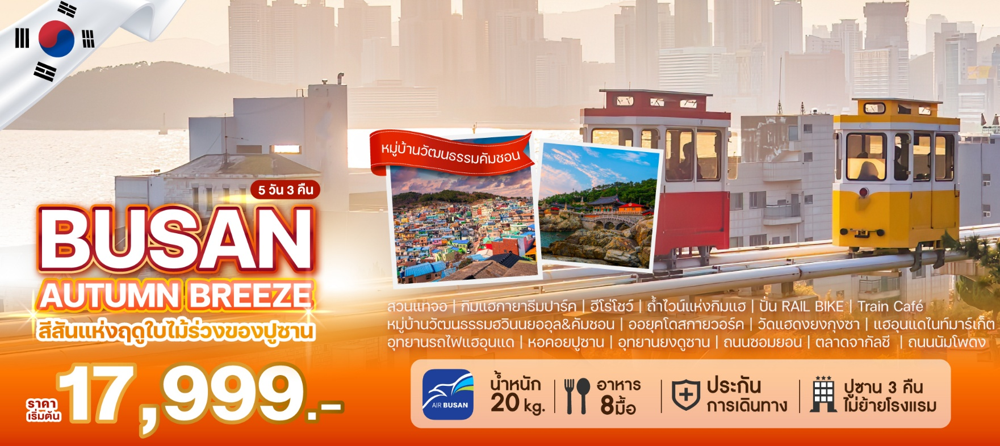 หมู่บ้านวัฒนธรรมคัมชอน
5 วัน 3 คืน
BUSAN
AUTUMN BREEZE
สีสันแห่งฤดูใบไม้ร่วงของปูซาน
ราคา
เริ่มต้น
17,999.-
สวนแทจอ | กิมแฮกายาธีมปาร์ค | ฮีโร่โชว์ | ถ้ำไวน์แห่งกิมแฮ | ปั่น RAIL BIKE | Train Café
หมู่บ้านวัฒนธรรมฮวินนยออุล&คัมชอน | ออยุคโดสกายวอร์ค | วัดแฮดงยงกุงซา | แฮอุนแดไนท์มาร์เก็ต
อุทยานรถไฟแฮอุนแด | หอคอยปูซาน | อุทยานยงดูซาน | ถนนซอมยอน | ตลาดจากัลชี | ถนนนัมโพดง
AIR BUSAN
น้ำหนัก
20 kg.
อาหาร
8มื้อ
ประกัน
การเดินทาง
ปูซาน 3 คืน
ไม่ย้ายโรงแรม